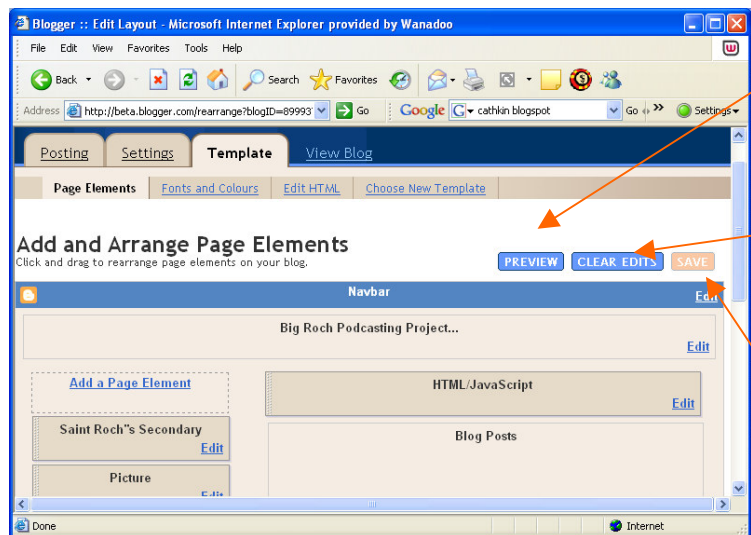 Blogger :: Edit Layout - Microsoft Internet Explorer provided by Wanadoo
File Edit View Favorites Tools Help
Back Search Favorites
Address http://beta.blogger.com/rearrange?blogID=89993 Go Google G cathkin blogspot Go Settings
Posting Settings Template View Blog
Page Elements Fonts and Colours Edit HTML Choose New Template
Add and Arrange Page Elements
Click and drag to rearrange page elements on your blog.
PREVIEW CLEAR EDITS SAVE
Navbar
Edit
Big Roch Podcasting Project...
Edit
Add a Page Element
HTML/JavaScript
Edit
Saint Roch"s Secondary
Edit
Blog Posts
Picture
Edit
Done Internet